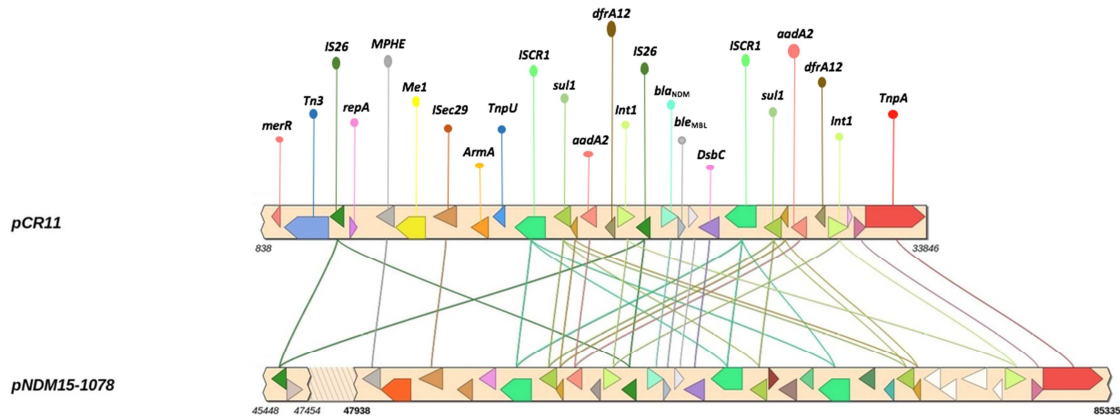 dfrA12
IS26 MPHE ISCR1 IS26 ISCR1 aadA2
dfrA12
Tn3 repA Me1 ISec29 TnpU sul1 Int1 blaNDM sul1 Int1 TnpA
merR ArmA aadA2 bleMBL
DsbC
pCR11
838 33846
pNDM15-1078
45448 47454 47938 85335